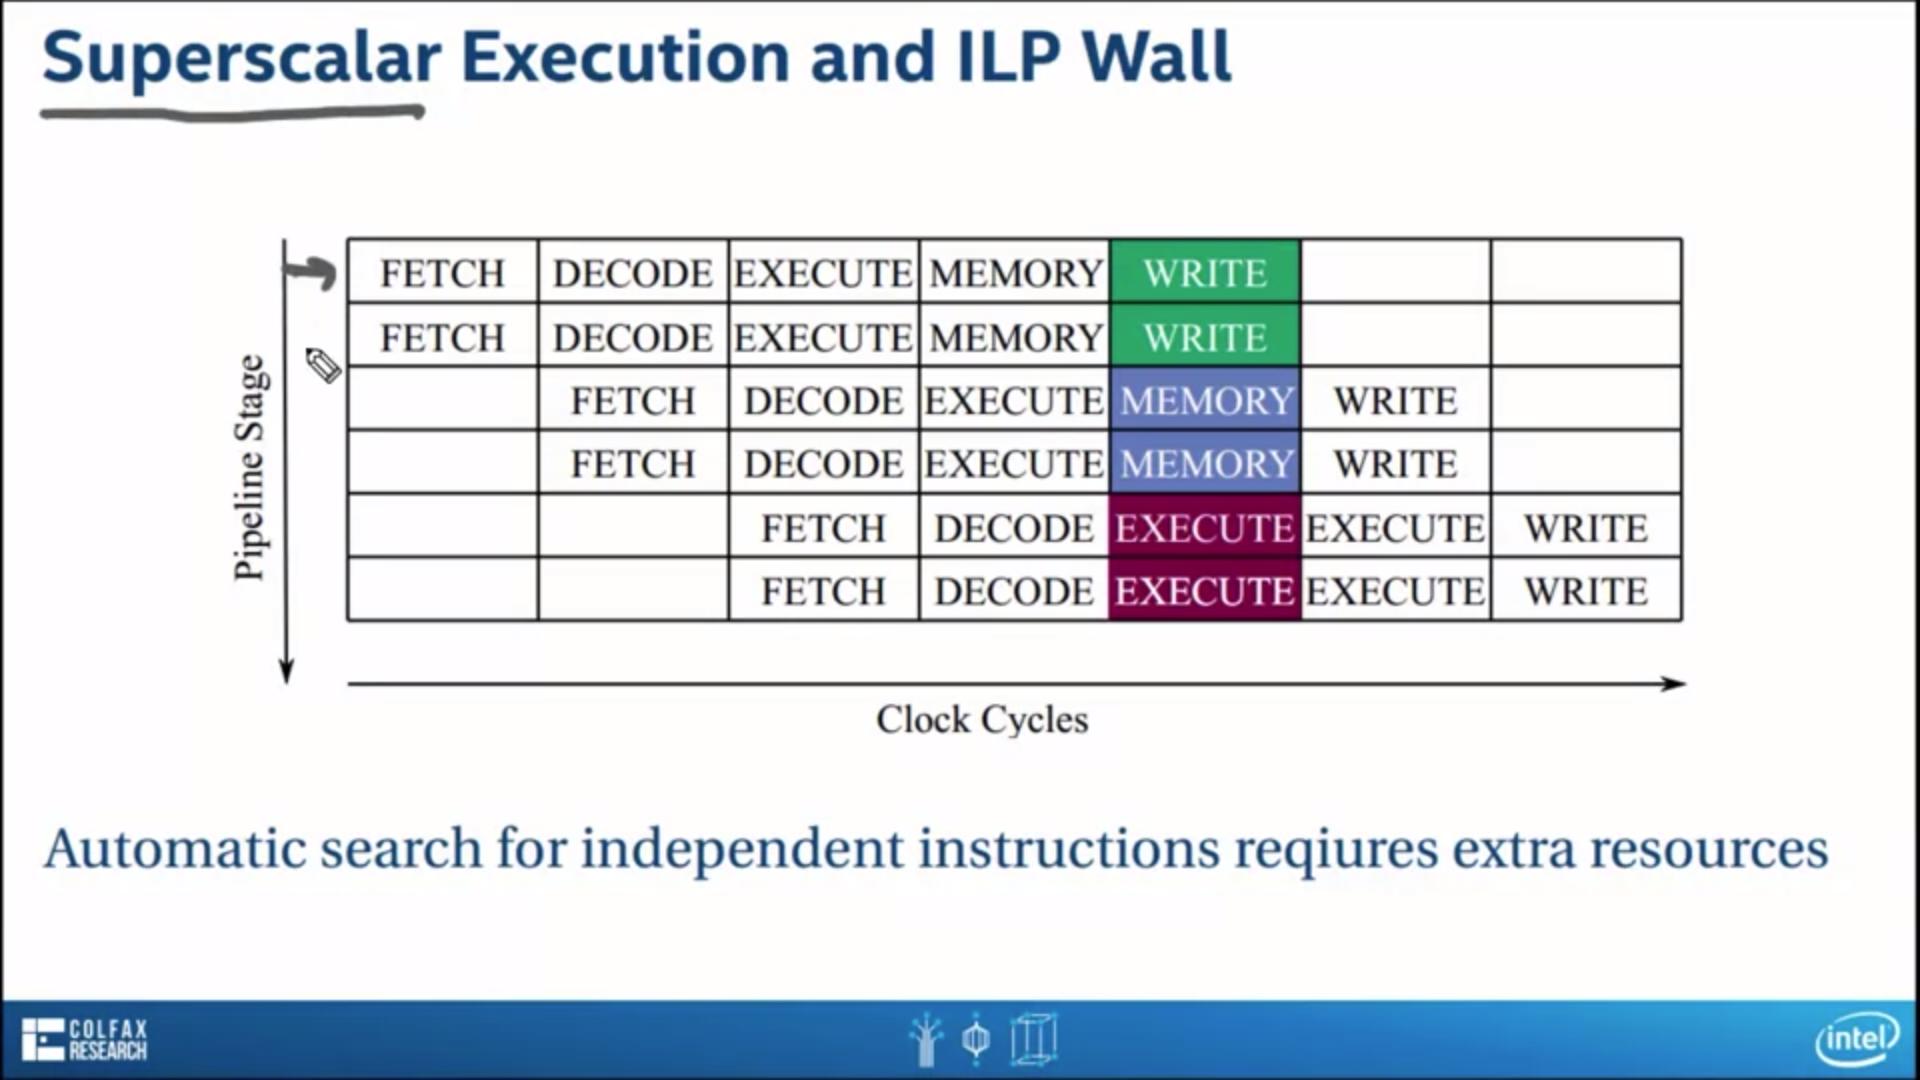 Superscalar Execution and ILP Wall
FETCH DECODE EXECUTE MEMORY WRITE
FETCH DECODE EXECUTE MEMORY WRITE
FETCH DECODE EXECUTE MEMORY WRITE
FETCH DECODE EXECUTE MEMORY WRITE
FETCH DECODE EXECUTE EXECUTE WRITE
FETCH DECODE EXECUTE EXECUTE WRITE
Pipeline Stage
Clock Cycles
Automatic search for independent instructions reqiures extra resources
COLFAX
RESEARCH
intel